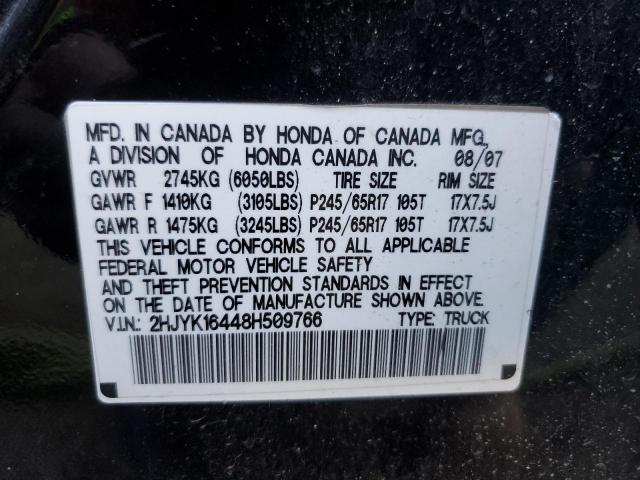 MFD. IN CANADA BY HONDA OF CANADA MFG.,
A DIVISION OF HONDA CANADA INC. 08/07
GVWR 2745KG (6050LBS) TIRE SIZE RIM SIZE
GAWR F 1410KG (3105LBS) P245/65R17 105T 17X7.5J
GAWR R 1475KG (3245LBS) P245/65R17 105T 17X7.5J
THIS VEHICLE CONFORMS TO ALL APPLICABLE
FEDERAL MOTOR VEHICLE SAFETY
AND THEFT PREVENTION STANDARDS IN EFFECT
ON THE DATE OF MANUFACTURE SHOWN ABOVE.
V.I.N.: 2HJYK16448H509766 TYPE: TRUCK